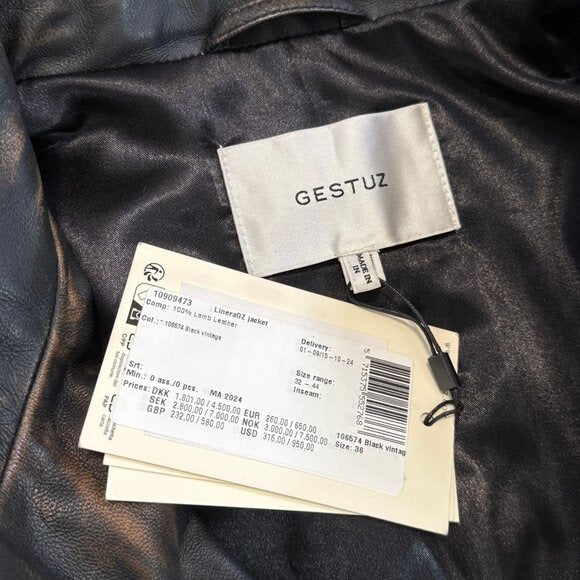 GESTUZ
MADE IN
IN
10909473 LineraGZ jacket
Comp: 100% Lamb Leather
Col.: * 106574 Black vintage
Delivery:
01-09/15-10-24
Srt:
Min.: 0 ass./0 pcs. MA 2024
Size range:
32 - 44
Inseam:
Prices: DKK 1.801,00/4.500,00 EUR 260,00/650,00
SEK 2.800,00/7.000,00 NOK 3.000,00/7.500,00
GBP 232,00/580,00 USD 316,00/950,00
106574 Black vintag
Size: 36
PAP
carta